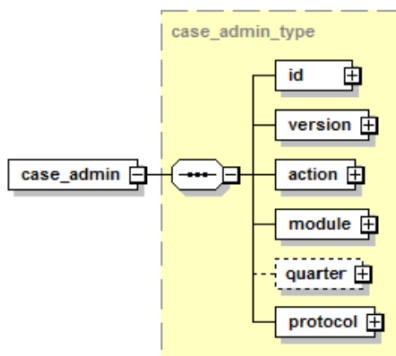 case_admin_type
id
version
case_admin
action
module
quarter
protocol